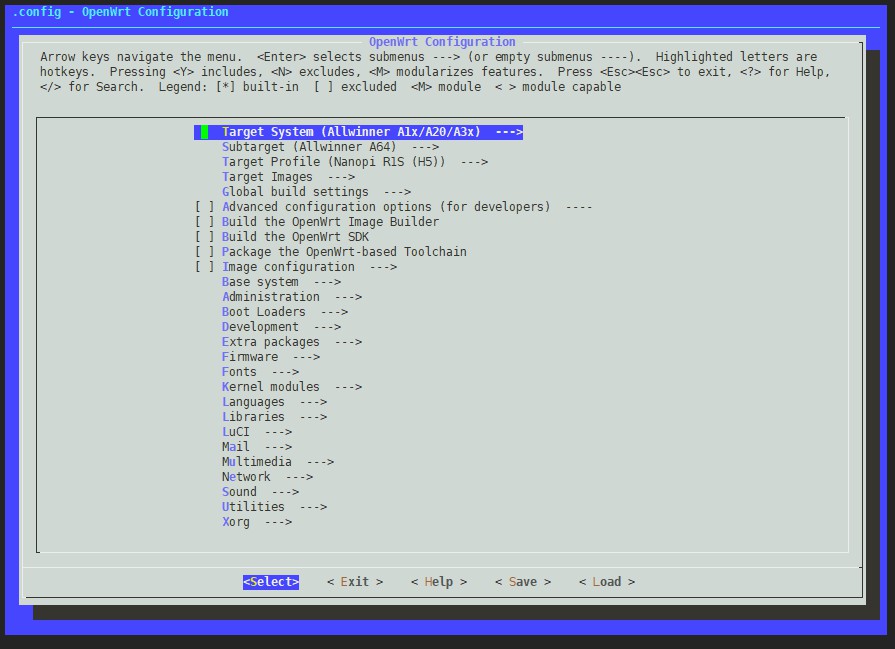 .config - OpenWrt Configuration
OpenWrt Configuration
Arrow keys navigate the menu.  <Enter> selects submenus ---> (or empty submenus ----).  Highlighted letters are
hotkeys.  Pressing <Y> includes, <N> excludes, <M> modularizes features.  Press <Esc><Esc> to exit, <?> for Help,
</> for Search.  Legend: [*] built-in  [ ] excluded  <M> module  < > module capable
Target System (Allwinner A1x/A20/A3x)  --->
Subtarget (Allwinner A64)  --->
Target Profile (Nanopi R1S (H5))  --->
Target Images  --->
Global build settings  --->
[ ] Advanced configuration options (for developers)  ----
[ ] Build the OpenWrt Image Builder
[ ] Build the OpenWrt SDK
[ ] Package the OpenWrt-based Toolchain
[ ] Image configuration  --->
Base system  --->
Administration  --->
Boot Loaders  --->
Development  --->
Extra packages  --->
Firmware  --->
Fonts  --->
Kernel modules  --->
Languages  --->
Libraries  --->
LuCI  --->
Mail  --->
Multimedia  --->
Network  --->
Sound  --->
Utilities  --->
Xorg  --->
<Select>    < Exit >    < Help >    < Save >    < Load >